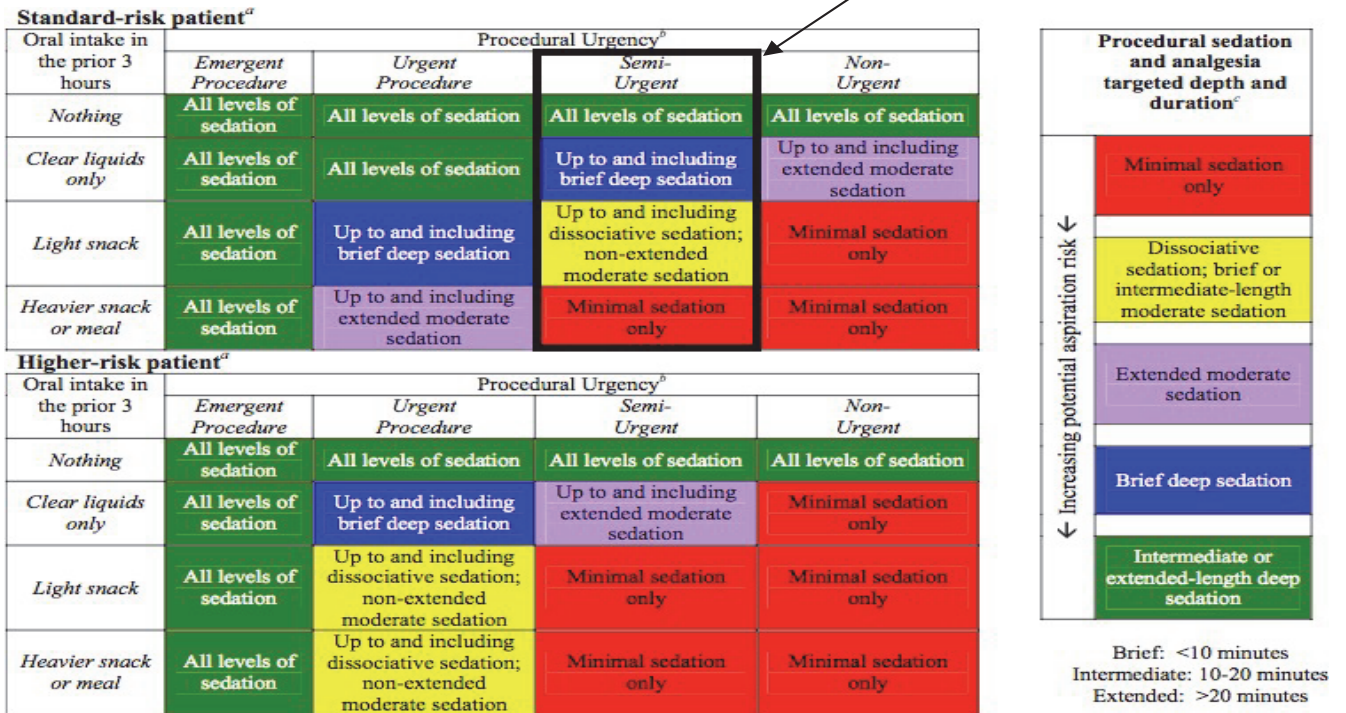 Standard-risk patient^a
Oral intake in
the prior 3
hours
Procedural Urgency^b
Emergent
Procedure
Urgent
Procedure
Semi-
Urgent
Non-
Urgent
Nothing
All levels of
sedation
All levels of sedation
All levels of sedation
All levels of sedation
Clear liquids
only
All levels of
sedation
All levels of sedation
Up to and including
brief deep sedation
Up to and including
extended moderate
sedation
Light snack
All levels of
sedation
Up to and including
brief deep sedation
Up to and including
dissociative sedation;
non-extended
moderate sedation
Minimal sedation
only
Heavier snack
or meal
All levels of
sedation
Up to and including
extended moderate
sedation
Minimal sedation
only
Minimal sedation
only
Higher-risk patient^a
Oral intake in
the prior 3
hours
Procedural Urgency^b
Emergent
Procedure
Urgent
Procedure
Semi-
Urgent
Non-
Urgent
Nothing
All levels of
sedation
All levels of sedation
All levels of sedation
All levels of sedation
Clear liquids
only
All levels of
sedation
Up to and including
brief deep sedation
Up to and including
extended moderate
sedation
Minimal sedation
only
Light snack
All levels of
sedation
Up to and including
dissociative sedation;
non-extended
moderate sedation
Minimal sedation
only
Minimal sedation
only
Heavier snack
or meal
All levels of
sedation
Up to and including
dissociative sedation;
non-extended
moderate sedation
Minimal sedation
only
Minimal sedation
only
Procedural sedation
and analgesia
targeted depth and
duration^c
← Increasing potential aspiration risk ←
Minimal sedation
only
Dissociative
sedation; brief or
intermediate-length
moderate sedation
Extended moderate
sedation
Brief deep sedation
Intermediate or
extended-length deep
sedation
Brief: <10 minutes
Intermediate: 10-20 minutes
Extended: >20 minutes